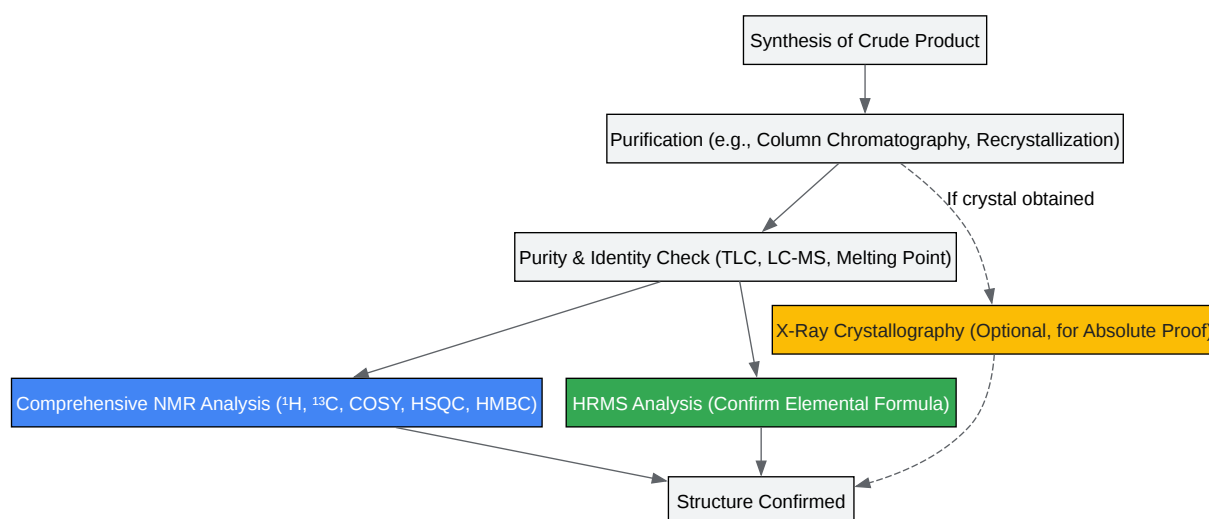 Synthesis of Crude Product
Purification (e.g., Column Chromatography, Recrystallization)
If crystal obtained
Purity & Identity Check (TLC, LC-MS, Melting Point)
X-Ray Crystallography (Optional, for Absolute Proof)
Comprehensive NMR Analysis (¹H, ¹³C, COSY, HSQC, HMBC)
HRMS Analysis (Confirm Elemental Formula)
Structure Confirmed